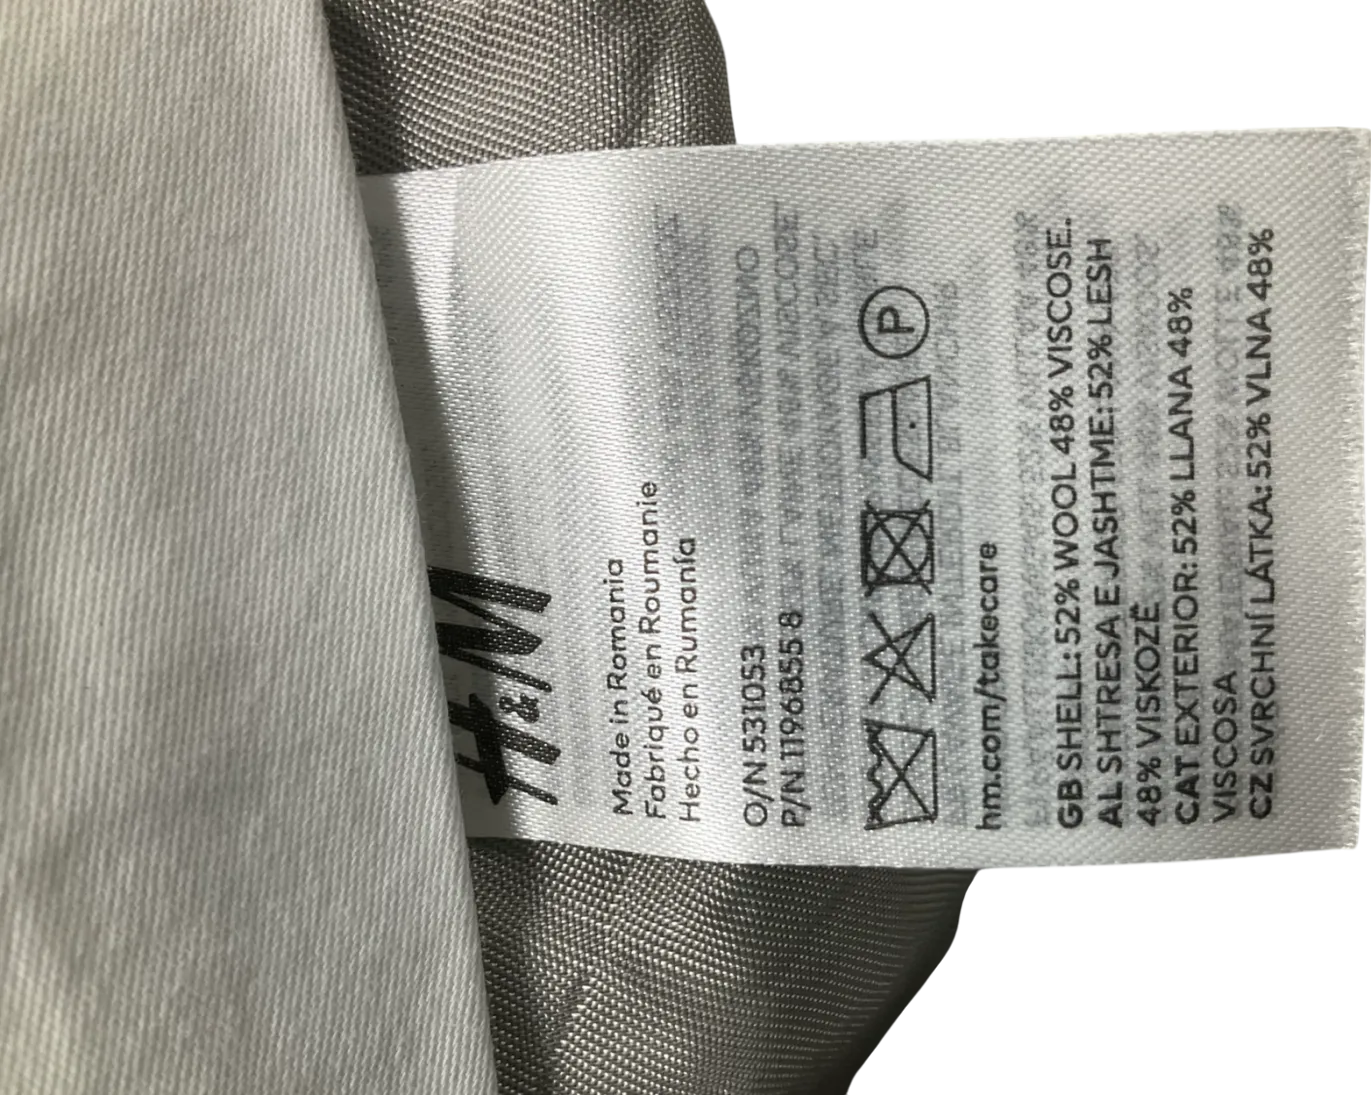 H&M
Made in Romania
Fabriqué en Roumanie
Hecho en Rumanía
O/N 531053
P/N 1196855 8
P
hm.com/takecare
GB SHELL: 52% WOOL 48% VISCOSE.
AL SHTRESA E JASHTME: 52% LESH
48% VISKOZË
CAT EXTERIOR: 52% LLANA 48%
VISCOSA
CZ SVRCHNÍ LÁTKA: 52% VLNA 48%